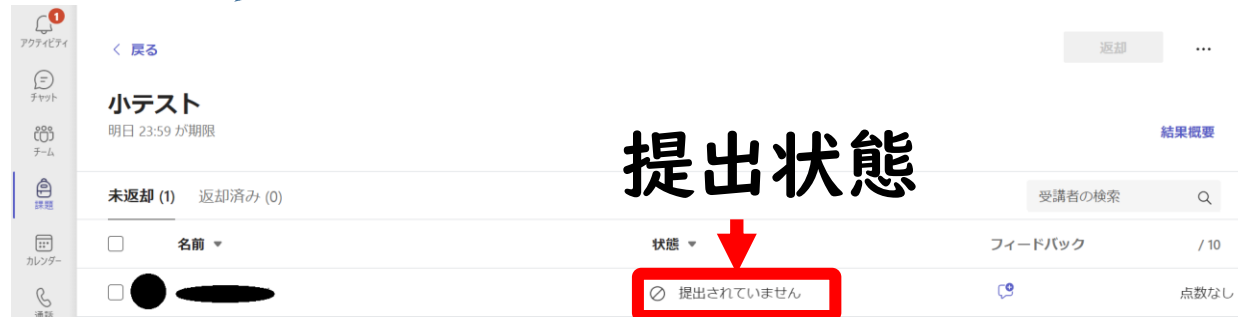 1
アクティビティ
戻る
返却
チャット
小テスト
明日 23:59 が期限
提出状態
結果概要
チーム
課題
未返却 (1) 返却済み (0)
受講者の検索
カレンダー
名前
状態
フィードバック
/ 10
提出されていません
点数なし
通話